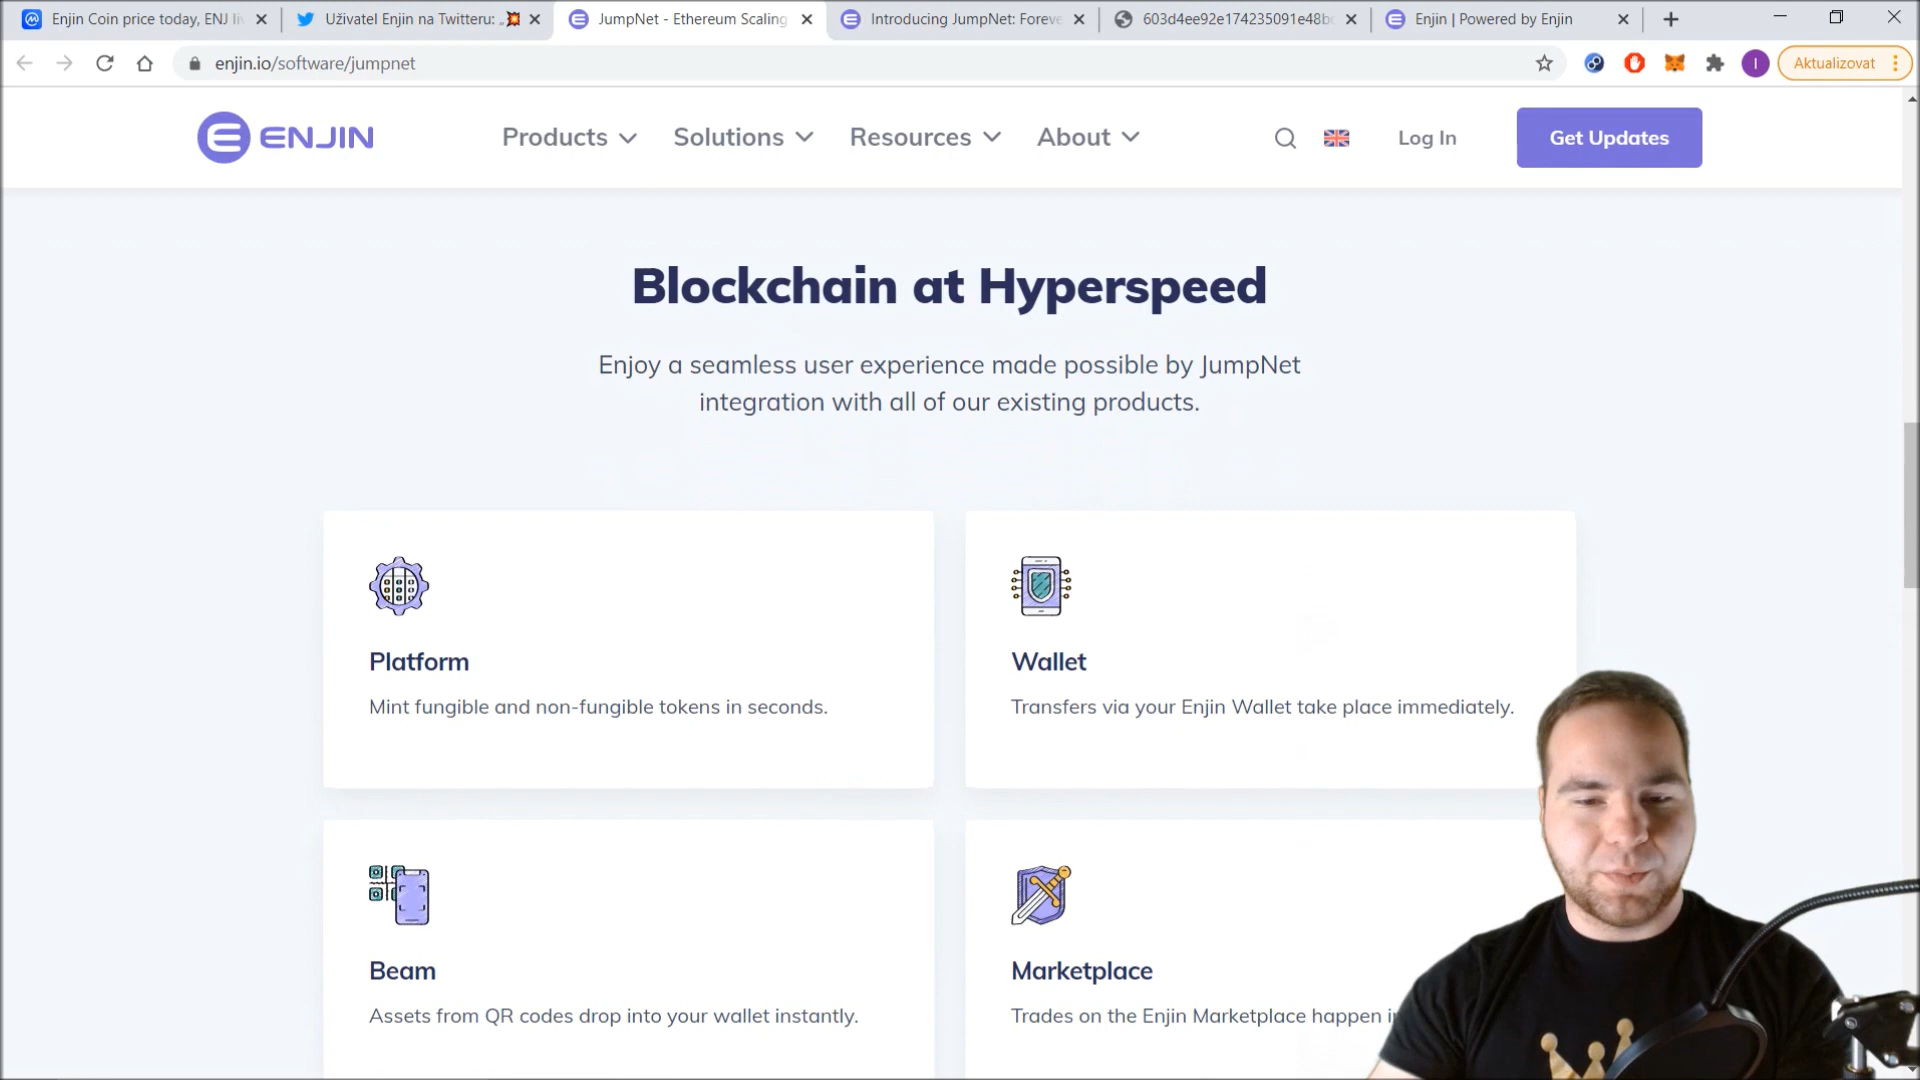 Enjin Coin price today, ENJ li
Uživatel Enjin na Twitteru: „💥
JumpNet - Ethereum Scaling
Introducing JumpNet: Foreve
603d4ee92e174235091e48b
Enjin | Powered by Enjin
enjin.io/software/jumpnet
I
Aktualizovat
ENJIN
Products
Solutions
Resources
About
Log In
Get Updates
Blockchain at Hyperspeed
Enjoy a seamless user experience made possible by JumpNet
integration with all of our existing products.
Platform
Mint fungible and non-fungible tokens in seconds.
Wallet
Transfers via your Enjin Wallet take place immediately.
Beam
Assets from QR codes drop into your wallet instantly.
Marketplace
Trades on the Enjin Marketplace happen i